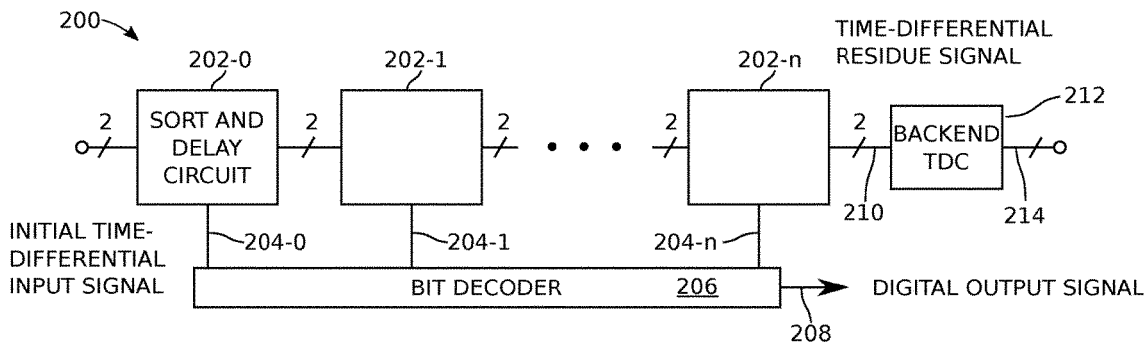 200
202-0
202-1
202-n
TIME-DIFFERENTIAL
RESIDUE SIGNAL
212
2
SORT AND
DELAY
CIRCUIT
2
2
2
2
BACKEND
TDC
210
214
INITIAL TIME-
DIFFERENTIAL
INPUT SIGNAL
204-0
204-1
204-n
BIT DECODER
206
DIGITAL OUTPUT SIGNAL
208